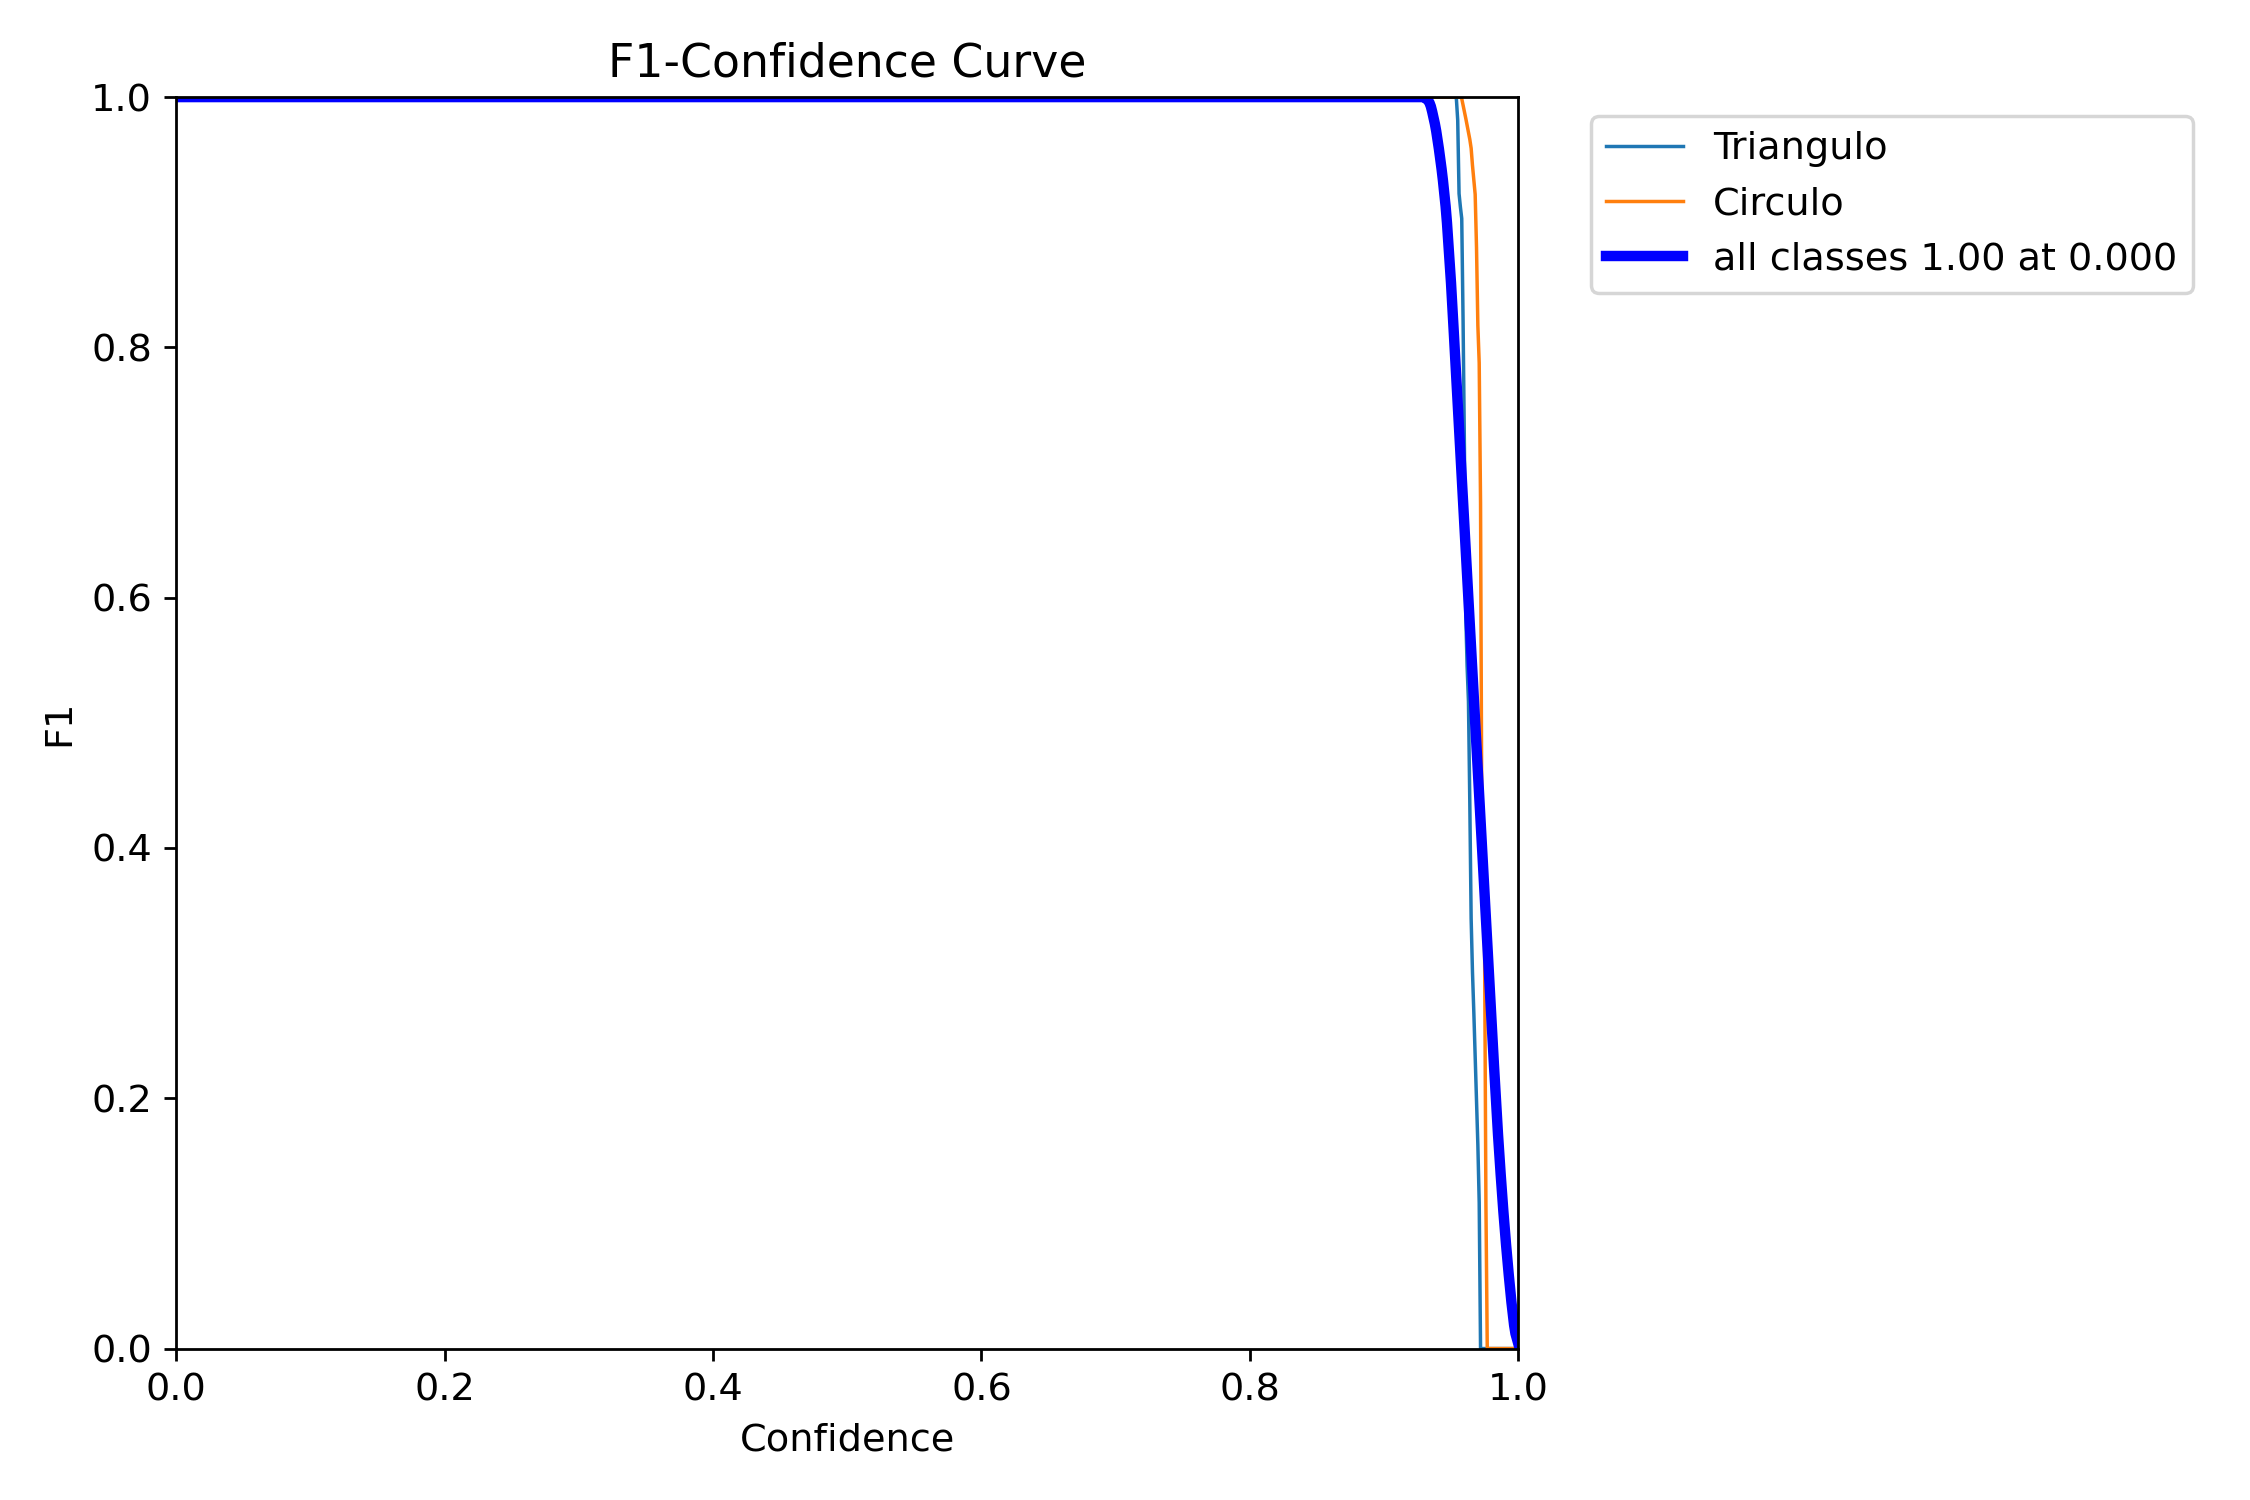 F1-Confidence Curve
1.0
0.8
0.6
0.4
0.2
0.0
F1
0.0 0.2 0.4 0.6 0.8 1.0
Confidence
Triangulo
Circulo
all classes 1.00 at 0.000